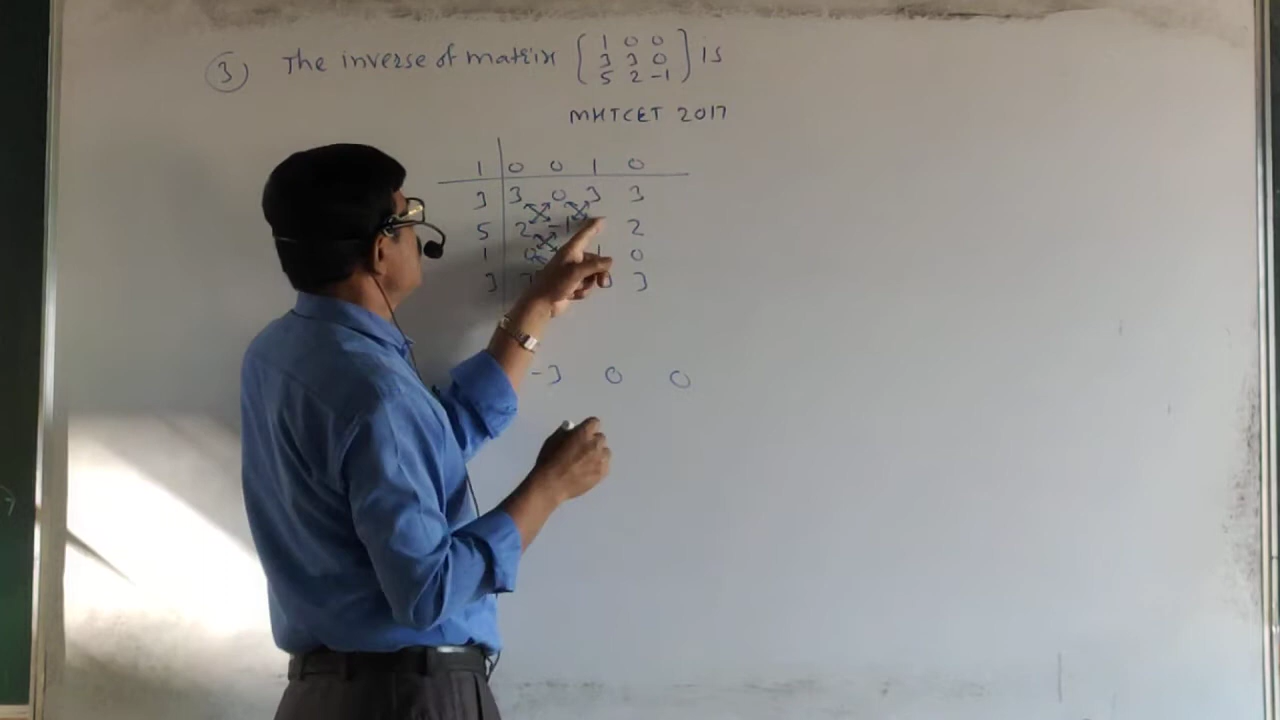 3) The inverse of matrix [1 0 0 is
3 3 0
5 2 -1]
MHTCET 2017
1 | 0 0 1 0
3 | 3 0 3 3
5 | 2 -1 2
1 | 0 1 0
3 3
-3 0 0